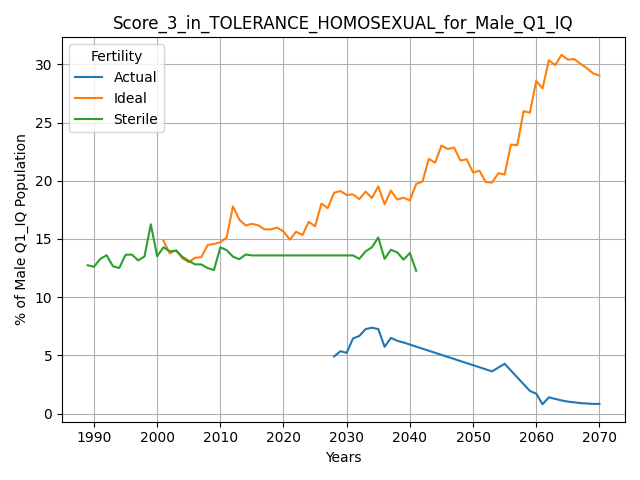 Score_3_in_TOLERANCE_HOMOSEXUAL_for_Male_Q1_IQ
Fertility
Actual
Ideal
Sterile
% of Male Q1_IQ Population
30
25
20
15
10
5
0
1990 2000 2010 2020 2030 2040 2050 2060 2070
Years